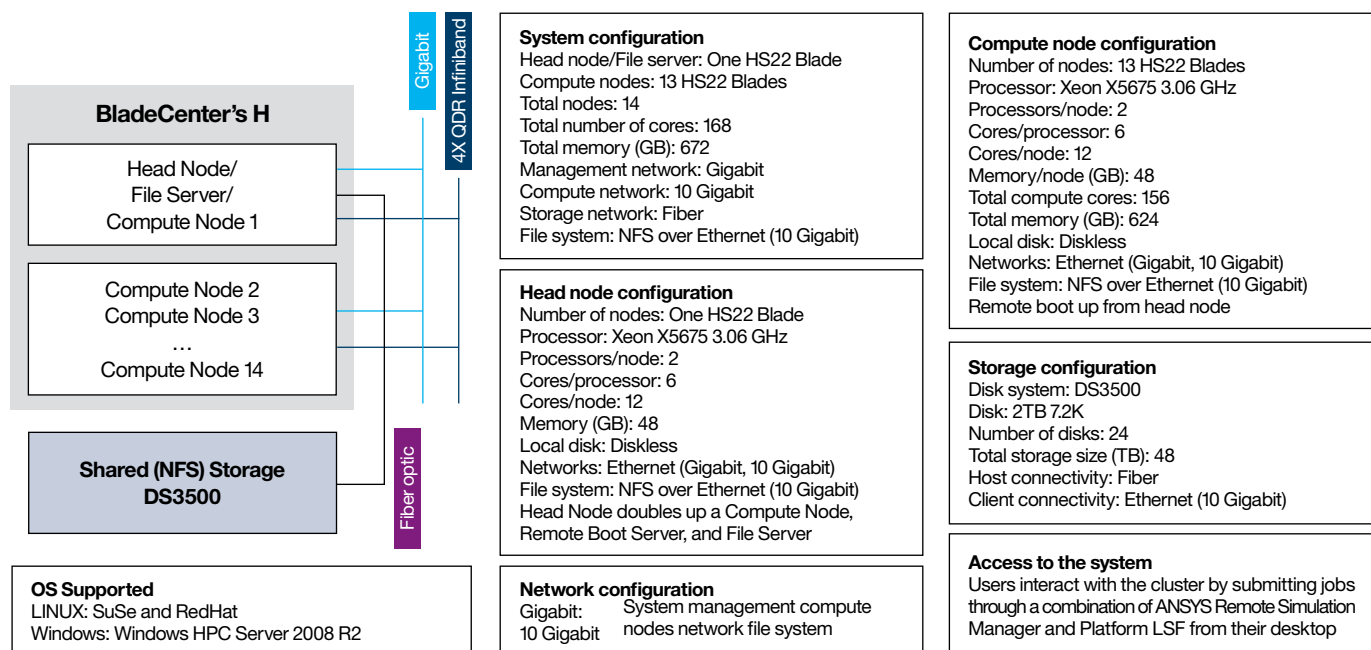 BladeCenter's H
Head Node/
File Server/
Compute Node 1
Compute Node 2
Compute Node 3
...
Compute Node 14
Shared (NFS) Storage
DS3500
Gigabit
4X QDR Infiniband
Fiber optic
OS Supported
LINUX: SuSe and RedHat
Windows: Windows HPC Server 2008 R2
System configuration
Head node/File server: One HS22 Blade
Compute nodes: 13 HS22 Blades
Total nodes: 14
Total number of cores: 168
Total memory (GB): 672
Management network: Gigabit
Compute network: 10 Gigabit
Storage network: Fiber
File system: NFS over Ethernet (10 Gigabit)
Head node configuration
Number of nodes: One HS22 Blade
Processor: Xeon X5675 3.06 GHz
Processors/node: 2
Cores/processor: 6
Cores/node: 12
Memory (GB): 48
Local disk: Diskless
Networks: Ethernet (Gigabit, 10 Gigabit)
File system: NFS over Ethernet (10 Gigabit)
Head Node doubles up a Compute Node,
Remote Boot Server, and File Server
Network configuration
Gigabit: System management compute
10 Gigabit nodes network file system
Compute node configuration
Number of nodes: 13 HS22 Blades
Processor: Xeon X5675 3.06 GHz
Processors/node: 2
Cores/processor: 6
Cores/node: 12
Memory/node (GB): 48
Total compute cores: 156
Total memory (GB): 624
Local disk: Diskless
Networks: Ethernet (Gigabit, 10 Gigabit)
File system: NFS over Ethernet (10 Gigabit)
Remote boot up from head node
Storage configuration
Disk system: DS3500
Disk: 2TB 7.2K
Number of disks: 24
Total storage size (TB): 48
Host connectivity: Fiber
Client connectivity: Ethernet (10 Gigabit)
Access to the system
Users interact with the cluster by submitting jobs
through a combination of ANSYS Remote Simulation
Manager and Platform LSF from their desktop